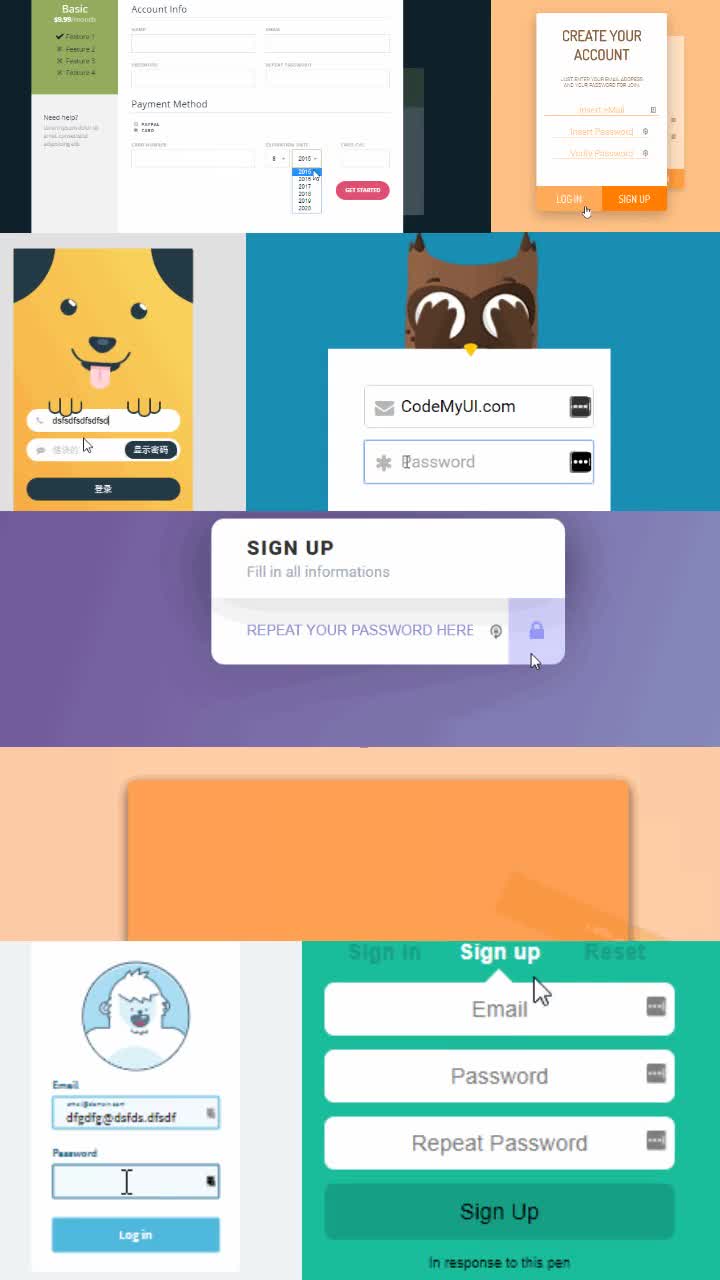 Basic
$9.99/month
Feature 1
Feature 2
Feature 3
Feature 4
Need help?
Account Info
NAME
EMAIL
PASSWORD
REPEAT PASSWORD
Payment Method
PAYPAL
CARD
CARD NUMBER
EXPIRATION DATE
CARD CVC
8
2015
2015
2016
2017
2018
2019
2020
GET STARTED
CREATE YOUR
ACCOUNT
JUST ENTER YOUR EMAIL ADDRESS
AND YOUR PASSWORD FOR JOIN.
Insert eMail
Insert Password
Verify Password
LOG IN
SIGN UP
dsfsdfsdfsdfsd
显示密码
登录
CodeMyUI.com
Password
SIGN UP
Fill in all informations
REPEAT YOUR PASSWORD HERE
Email
email@domain.com
dfgdfg@dsfds.dfsdf
Password
Log in
Sign in
Sign up
Reset
Email
Password
Repeat Password
Sign Up
In response to this pen